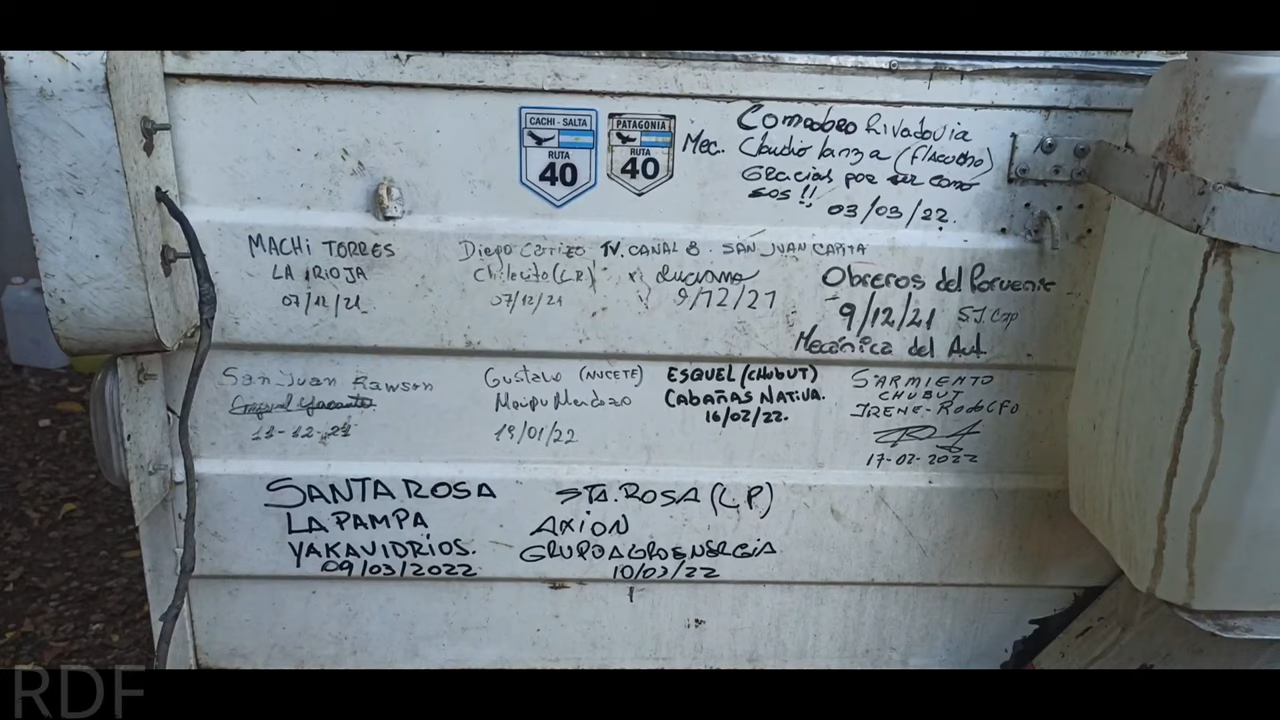 CACHI - SALTA
RUTA
40
PATAGONIA
RUTA
40
Comodoro Rivadavia
Mec. Claudio Lanza (Flacucho)
Gracias por ser como
sos !!
03/03/22.
MACHI TORRES
LA RIOJA
07/12/21
Diego Carrizo
Chilecito (L.R.)
07/12/21
TV. CANAL 8. SAN JUAN CAPITA
Luciano
9/12/21
Obreros del Porvenir
9/12/21 S.J. Cap
Mecánica del Aut
San Juan Rawson
11-12-21
Gustavo (NUCETE)
Maipu Mendoza
19/01/22
ESQUEL (CHUBUT)
CABAÑAS NATIVA.
16/02/22.
SARMIENTO
CHUBUT
IRENE-RODOLFO
17-02-2022
SANTA ROSA
LA PAMPA
YAKAVIDRIOS.
09/03/2022
STA. ROSA (L.P)
AXION
GRUPO AGROENERGIA
10/03/22
RDF